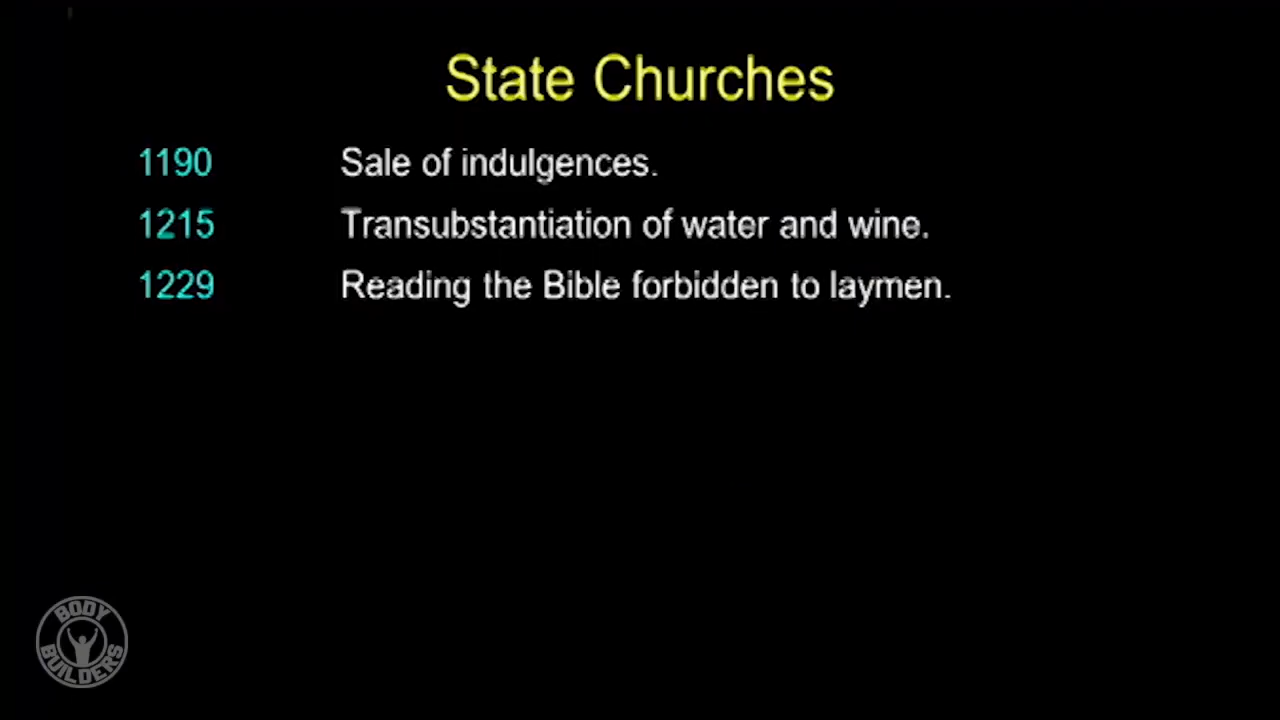 State Churches
1190 Sale of indulgences.
1215 Transubstantiation of water and wine.
1229 Reading the Bible forbidden to laymen.
BODY
BUILDERS